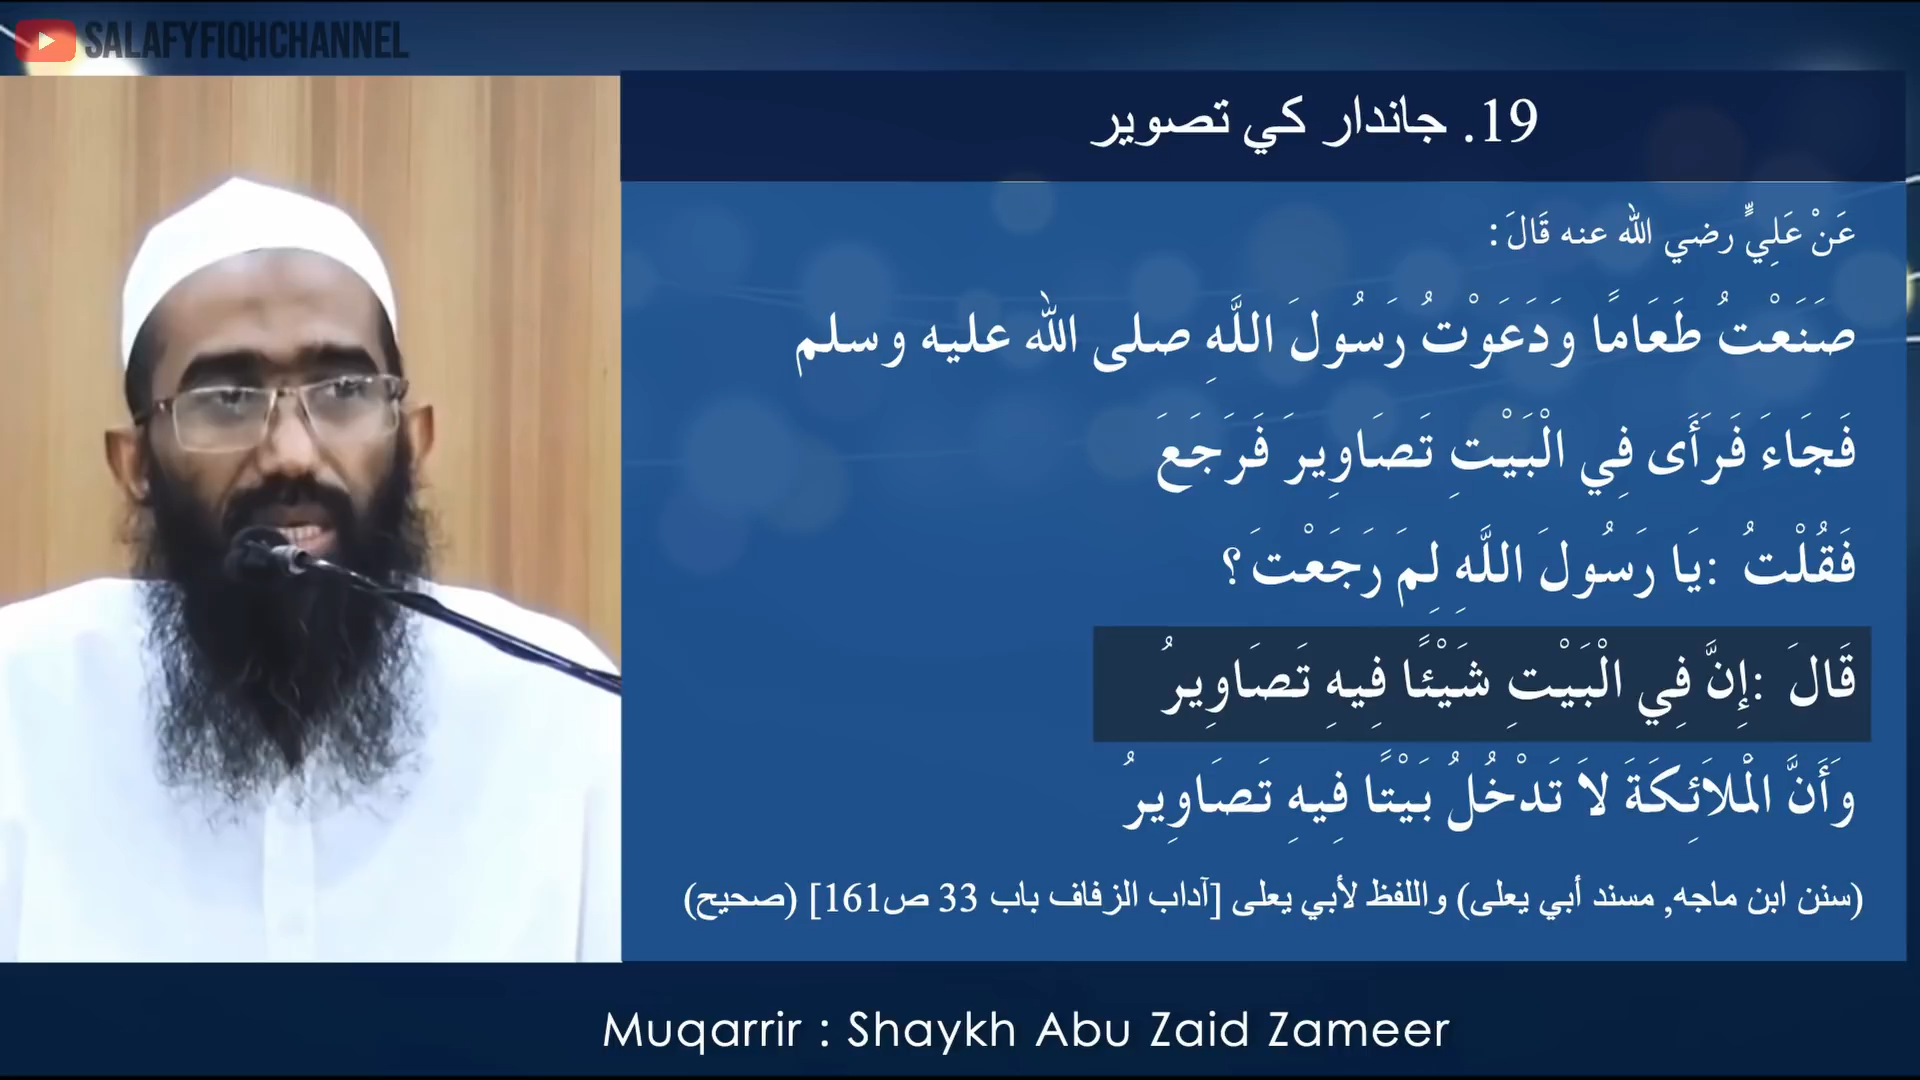 SALAFYFIQHCHANNEL
19. جاندار كي تصوير
عَنْ عَلِيٍّ رضي الله عنه قَالَ:
صَنَعْتُ طَعَامًا وَدَعَوْتُ رَسُولَ اللَّهِ صلى الله عليه وسلم
فَجَاءَ فَرَأَى فِي الْبَيْتِ تَصَاوِيرَ فَرَجَعَ
فَقُلْتُ :يَا رَسُولَ اللَّهِ لِمَ رَجَعْتَ؟
قَالَ :إِنَّ فِي الْبَيْتِ شَيْئًا فِيهِ تَصَاوِيرُ
وَأَنَّ الْمَلاَئِكَةَ لاَ تَدْخُلُ بَيْتًا فِيهِ تَصَاوِيرُ
(سنن ابن ماجه, مسند أبي يعلى) واللفظ لأبي يعلى [آداب الزفاف باب 33 ص161] (صحيح)
Muqarrir : Shaykh Abu Zaid Zameer